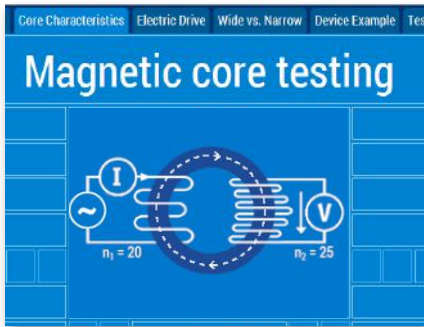 Core Characteristics Electric Drive Wide vs. Narrow Device Example
Magnetic core testing
I
~
V
n₁ = 20
n₂ = 25